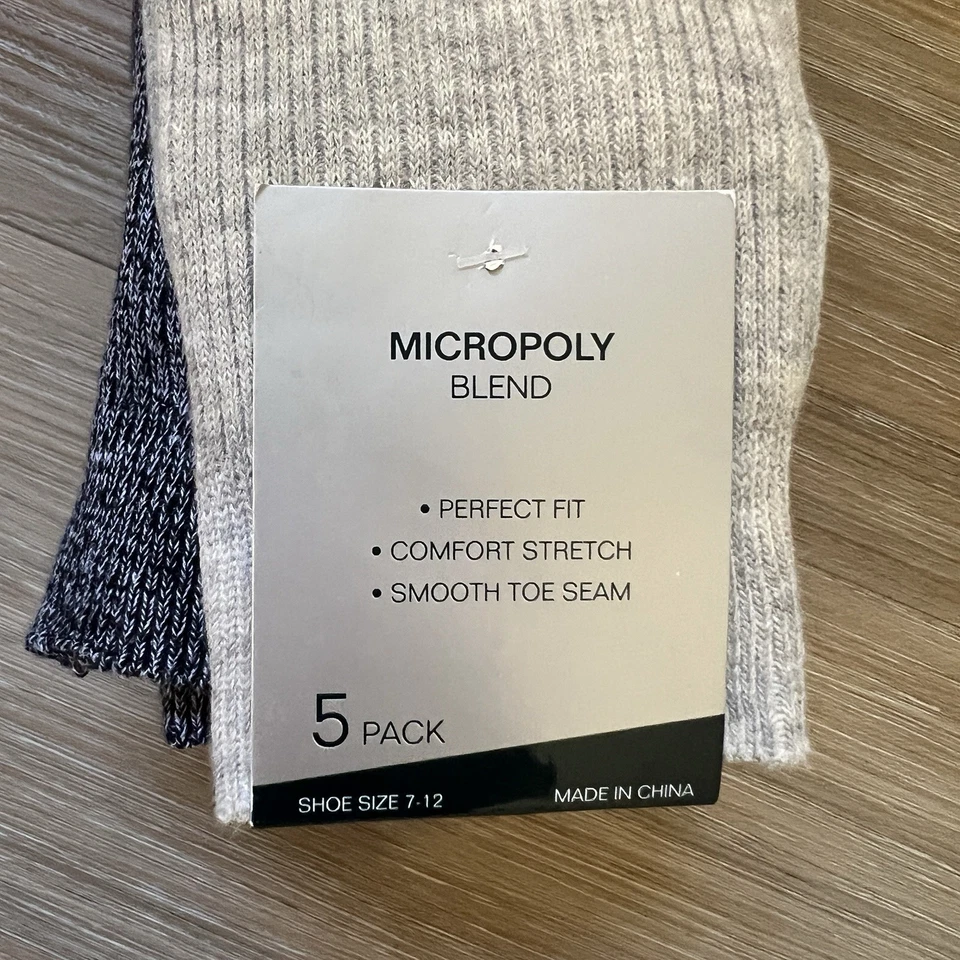 MICROPOLY
BLEND
• PERFECT FIT
• COMFORT STRETCH
• SMOOTH TOE SEAM
5 PACK
SHOE SIZE 7-12
MADE IN CHINA